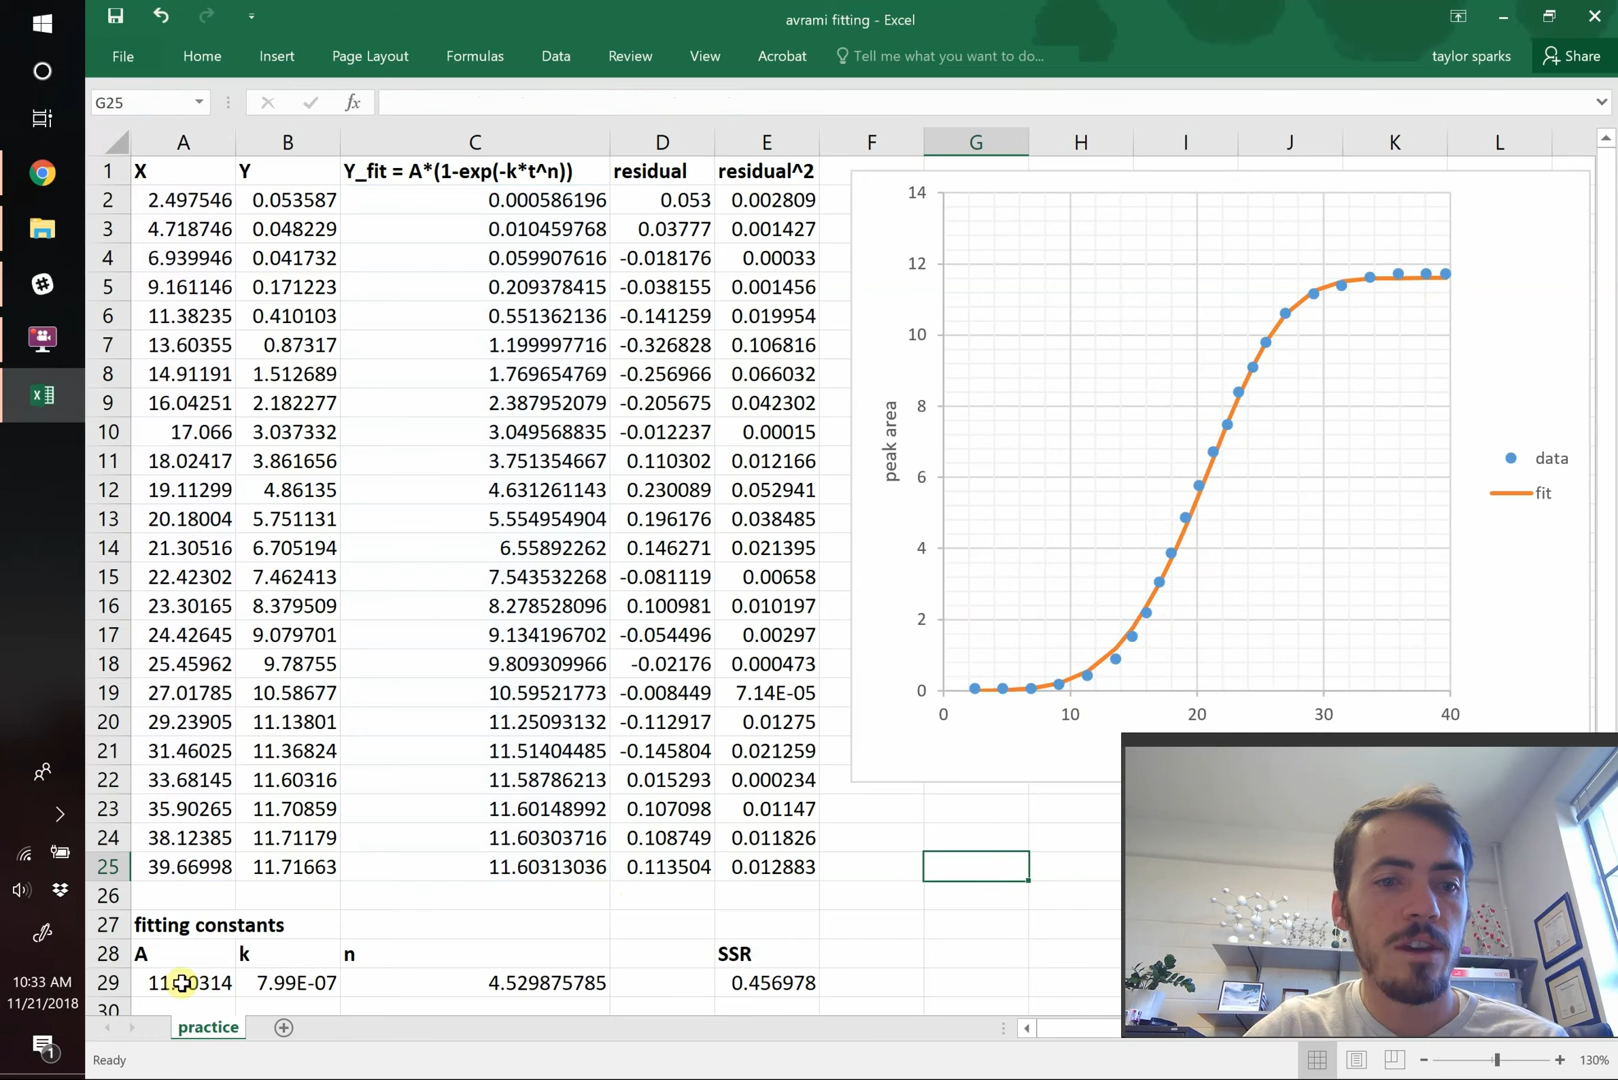 avrami fitting - Excel
File Home Insert Page Layout Formulas Data Review View Acrobat Tell me what you want to do... taylor sparks Share
G25 fx
A B C D E F G H I J K L
1 X Y Y_fit = A*(1-exp(-k*t^n)) residual residual^2
2 2.497546 0.053587 0.000586196 0.053 0.002809
3 4.718746 0.048229 0.010459768 0.03777 0.001427
4 6.939946 0.041732 0.059907616 -0.018176 0.00033
5 9.161146 0.171223 0.209378415 -0.038155 0.001456
6 11.38235 0.410103 0.551362136 -0.141259 0.019954
7 13.60355 0.87317 1.199997716 -0.326828 0.106816
8 14.91191 1.512689 1.769654769 -0.256966 0.066032
9 16.04251 2.182277 2.387952079 -0.205675 0.042302
10 17.066 3.037332 3.049568835 -0.012237 0.00015
11 18.02417 3.861656 3.751354667 0.110302 0.012166
12 19.11299 4.86135 4.631261143 0.230089 0.052941
13 20.18004 5.751131 5.554954904 0.196176 0.038485
14 21.30516 6.705194 6.55892262 0.146271 0.021395
15 22.42302 7.462413 7.543532268 -0.081119 0.00658
16 23.30165 8.379509 8.278528096 0.100981 0.010197
17 24.42645 9.079701 9.134196702 -0.054496 0.00297
18 25.45962 9.78755 9.809309966 -0.02176 0.000473
19 27.01785 10.58677 10.59521773 -0.008449 7.14E-05
20 29.23905 11.13801 11.25093132 -0.112917 0.01275
21 31.46025 11.36824 11.51404485 -0.145804 0.021259
22 33.68145 11.60316 11.58786213 0.015293 0.000234
23 35.90265 11.70859 11.60148992 0.107098 0.01147
24 38.12385 11.71179 11.60303716 0.108749 0.011826
25 39.66998 11.71663 11.60313036 0.113504 0.012883
26
27 fitting constants
28 A k n SSR
29 7.99E-07 4.529875785 0.456978
30
14
12
10
8
6
4
2
0
peak area
0 10 20 30 40
data
fit
practice
Ready
130%
10:33 AM
11/21/2018
1